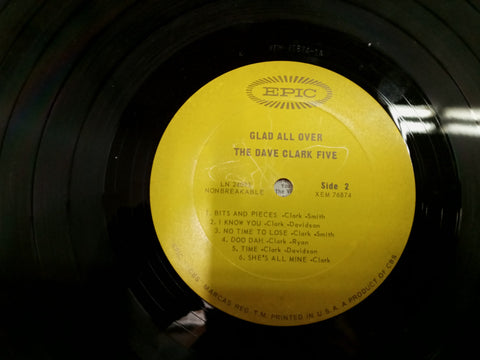 EPIC
GLAD ALL OVER
THE DAVE CLARK FIVE
Side 2
NONBREAKABLE
XEM 76874
1. BITS AND PIECES -Clark -Smith
2. I KNOW YOU -Clark -Davidson
3. NO TIME TO LOSE -Clark -Smith
4. DOO DAH -Clark -Ryan
5. TIME -Clark -Davidson
6. SHE'S ALL MINE -Clark
MARCAS REG. T.M. PRINTED IN U.S.A. A PRODUCT OF CBS